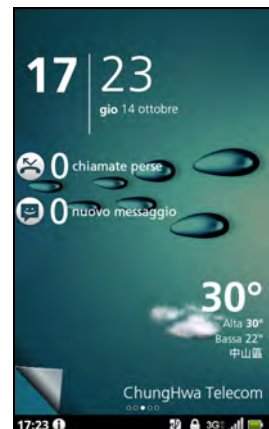 17 23
gio 14 ottobre
0 chiamate perse
0 nuovo messaggio
30°
Alta 30°
Bassa 22°
中山區
ChungHwa Telecom
17:23 3G